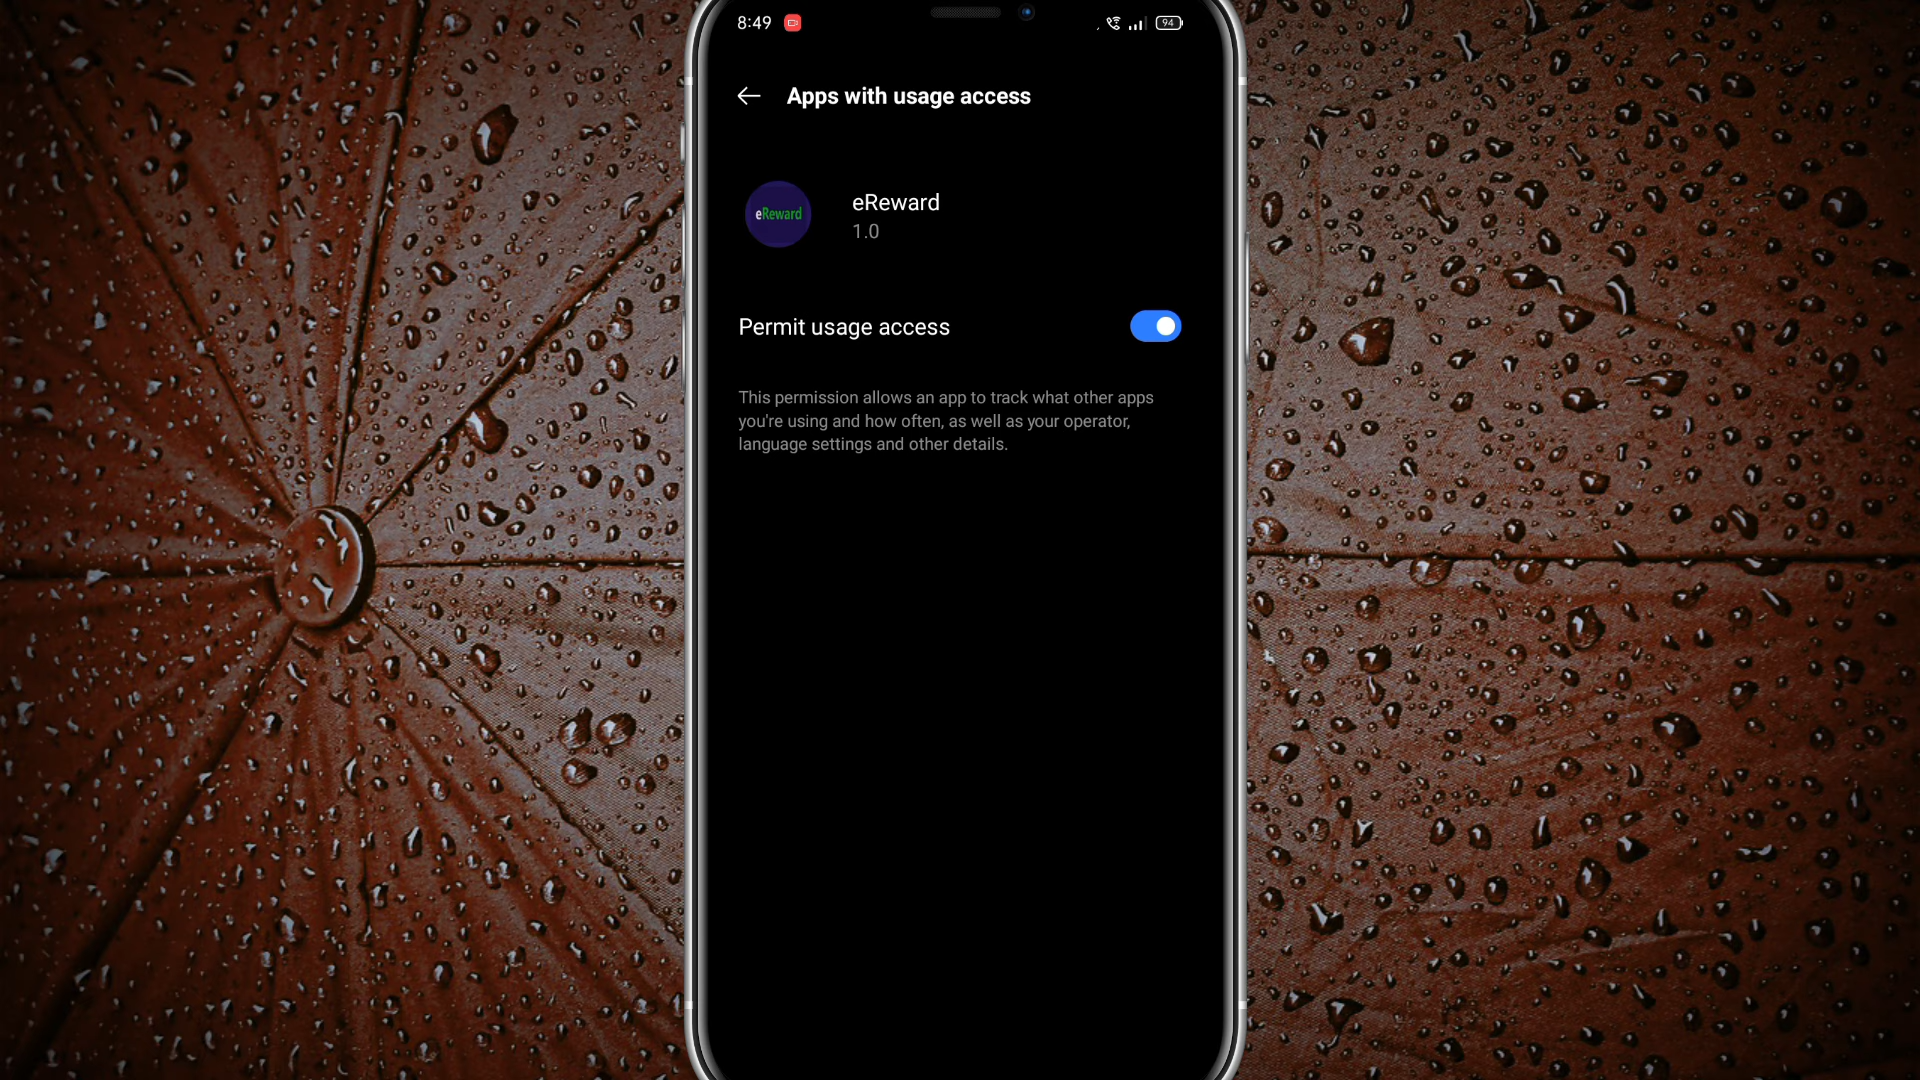 8:49
94
Apps with usage access
eReward
eReward
1.0
Permit usage access
This permission allows an app to track what other apps
you're using and how often, as well as your operator,
language settings and other details.